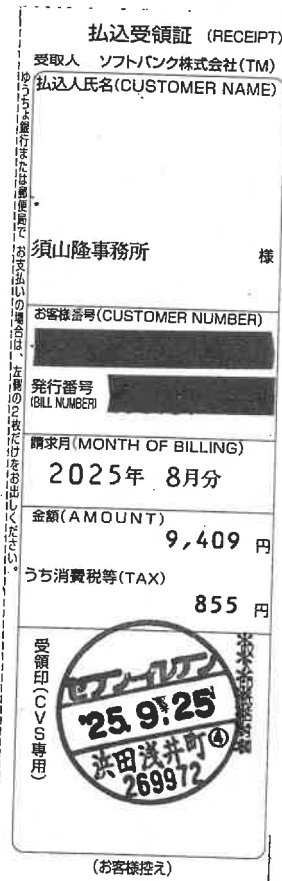 払込受領証 (RECEIPT)
受取人 ソフトバンク株式会社(TM)
払込人氏名(CUSTOMER NAME)
須山隆事務所 様
お客様番号(CUSTOMER NUMBER)
発行番号
(BILL NUMBER)
請求月(MONTH OF BILLING)
2025年 8月分
金額(AMOUNT)
9,409 円
うち消費税等(TAX)
855 円
受領印(CVS専用)
セブン-イレブン
'25.9.25
浜田浅井町④
269972
(お客様控え)
ゆうちょ銀行または郵便局で お支払いの場合は、左側の2枚だけをお出しください。